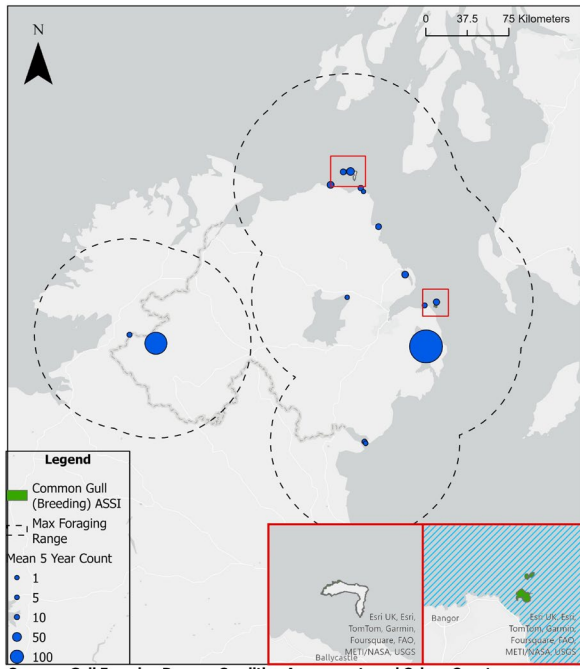 N
0 37.5 75 Kilometers
Legend
Common Gull
(Breeding) ASSI
Max Foraging
Range
Mean 5 Year Count
1
5
10
50
100
Esri UK, Esri,
TomTom, Garmin,
Foursquare, FAO,
METI/NASA, USGS
Ballycastle
Bangor
Esri UK, Esri,
TomTom, Garmin,
Foursquare, FAO,
METI/NASA, USGS